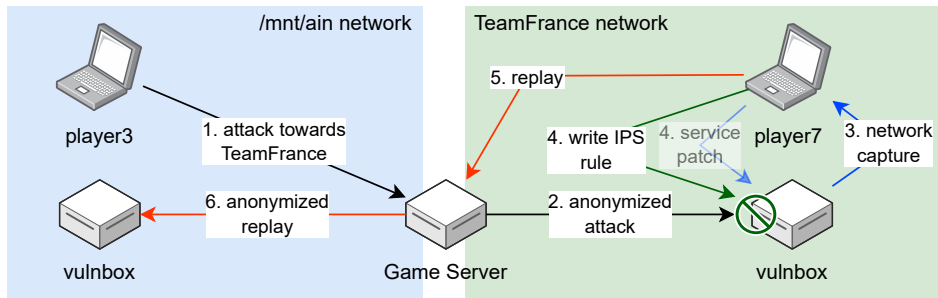 /mnt/ain network
TeamFrance network
5. replay
player3
player7
1. attack towards
TeamFrance
4. write IPS
rule
4. service
patch
3. network
capture
6. anonymized
replay
2. anonymized
attack
vulnbox
Game Server
vulnbox